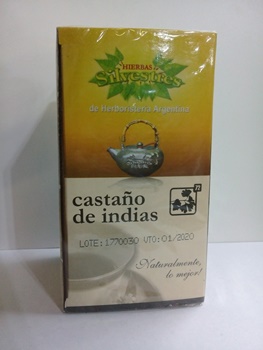 HIERBAS
Silvestres
de Herboristería Argentina
castaño
de indias
LOTE: 1770030 VTO: 01/2020
¡Naturalmente,
lo mejor!